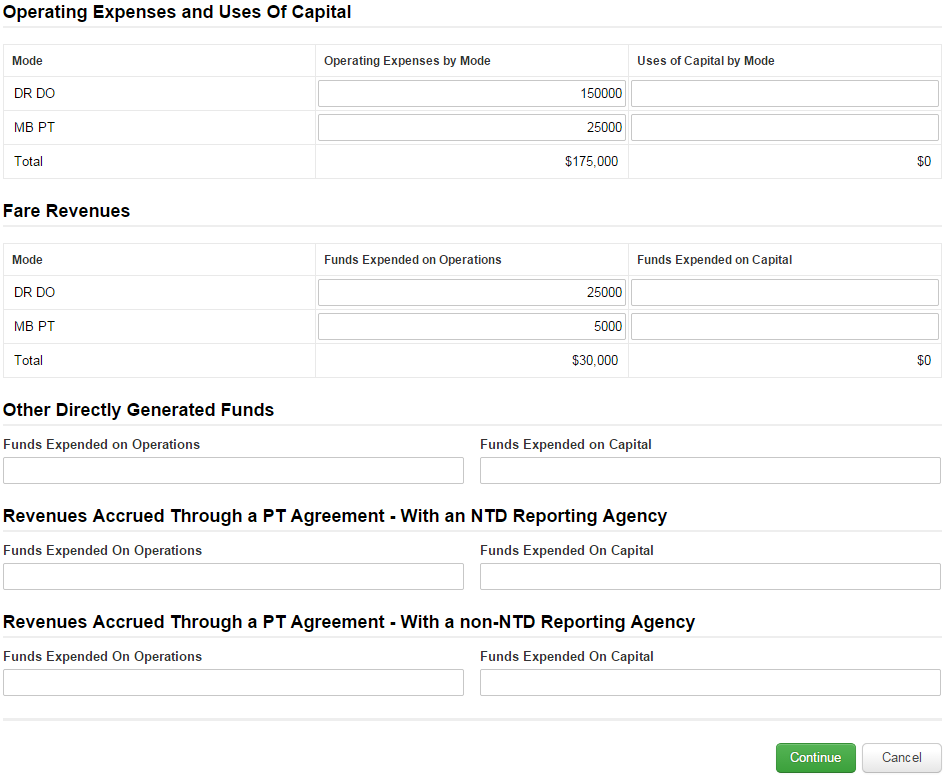 Operating Expenses and Uses Of Capital
Mode Operating Expenses by Mode Uses of Capital by Mode
DR DO 150000
MB PT 25000
Total $175,000 $0
Fare Revenues
Mode Funds Expended on Operations Funds Expended on Capital
DR DO 25000
MB PT 5000
Total $30,000 $0
Other Directly Generated Funds
Funds Expended on Operations Funds Expended on Capital
Revenues Accrued Through a PT Agreement - With an NTD Reporting Agency
Funds Expended On Operations Funds Expended On Capital
Revenues Accrued Through a PT Agreement - With a non-NTD Reporting Agency
Funds Expended On Operations Funds Expended On Capital
Continue Cancel